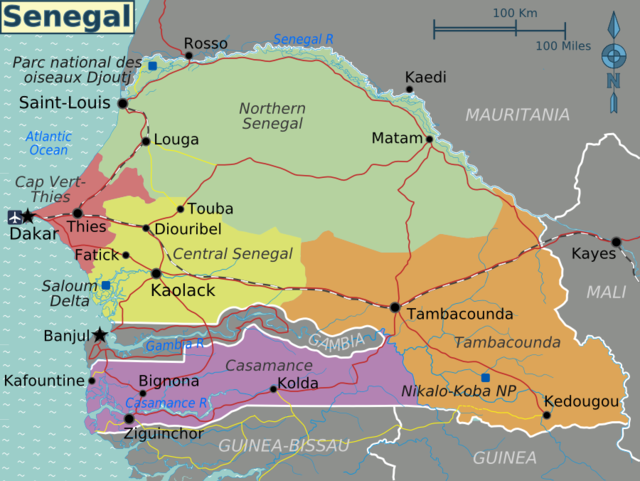 Senegal
100 Km
100 Miles
N
Rosso
Senegal R
Parc national des
oiseaux Djoutj
Kaedi
Saint-Louis
Northern
Senegal
MAURITANIA
Atlantic
Ocean
Louga
Matam
Cap Vert-
Thies
Touba
Dakar
Thies
Diouribel
Fatick
Central Senegal
Kayes
Saloum
Delta
Kaolack
MALI
Tambacounda
Banjul
Gambia R
GAMBIA
Tambacounda
Casamance
Kafountine
Bignona
Kolda
Nikalo-Koba NP
Casamance R
Kedougou
Ziguinchor
GUINEA-BISSAU
GUINEA